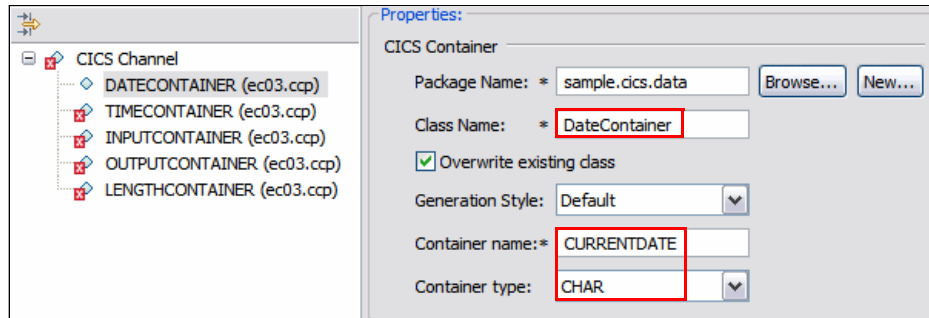 CICS Channel
DATECONTAINER (ec03.ccp)
TIMECONTAINER (ec03.ccp)
INPUTCONTAINER (ec03.ccp)
OUTPUTCONTAINER (ec03.ccp)
LENGTHCONTAINER (ec03.ccp)
Properties:
CICS Container
Package Name: * sample.cics.data Browse... New...
Class Name: * DateContainer
Overwrite existing class
Generation Style: Default
Container name:* CURRENTDATE
Container type: CHAR